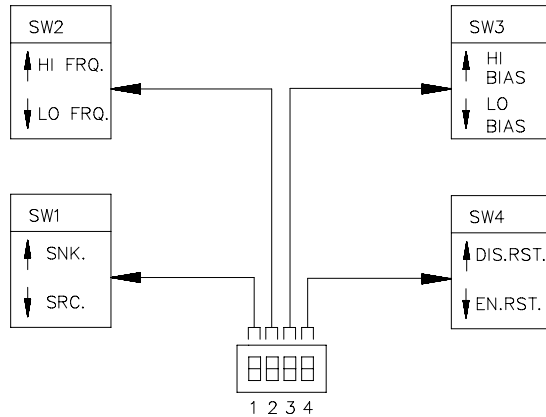 SW2
HI FRQ.
LO FRQ.
SW3
HI
BIAS
LO
BIAS
SW1
SNK.
SRC.
SW4
DIS.RST.
EN.RST.
1 2 3 4